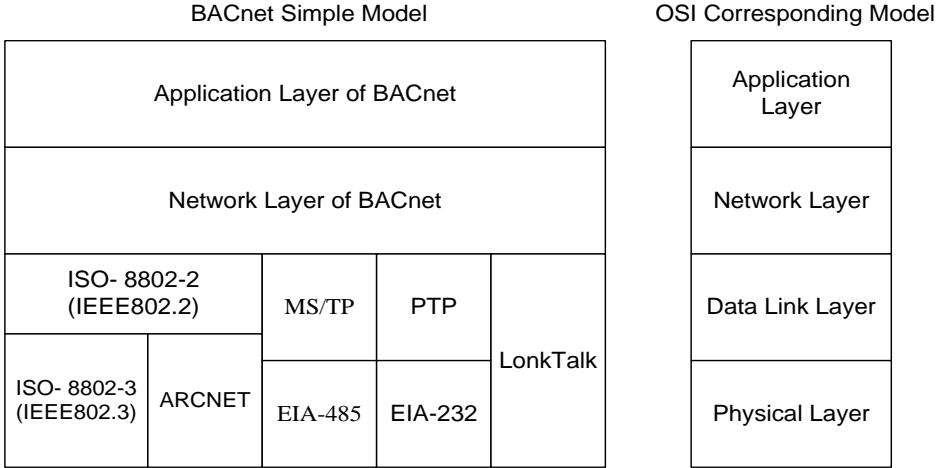 BACnet Simple Model
OSI Corresponding Model
Application Layer of BACnet
Application
Layer
Network Layer of BACnet
Network Layer
ISO- 8802-2
(IEEE802.2)
MS/TP
PTP
LonkTalk
Data Link Layer
ISO- 8802-3
(IEEE802.3)
ARCNET
EIA-485
EIA-232
Physical Layer